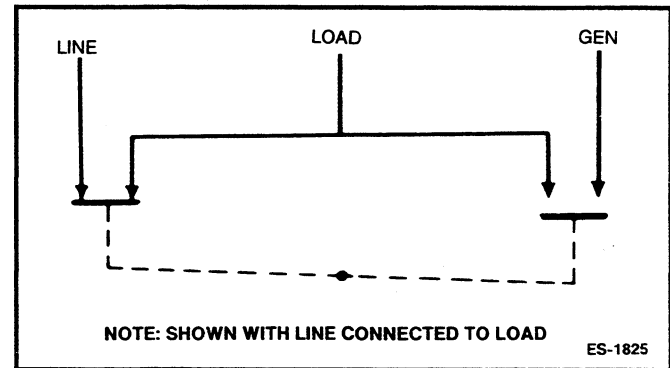 LINE
LOAD
GEN
NOTE: SHOWN WITH LINE CONNECTED TO LOAD
ES-1825